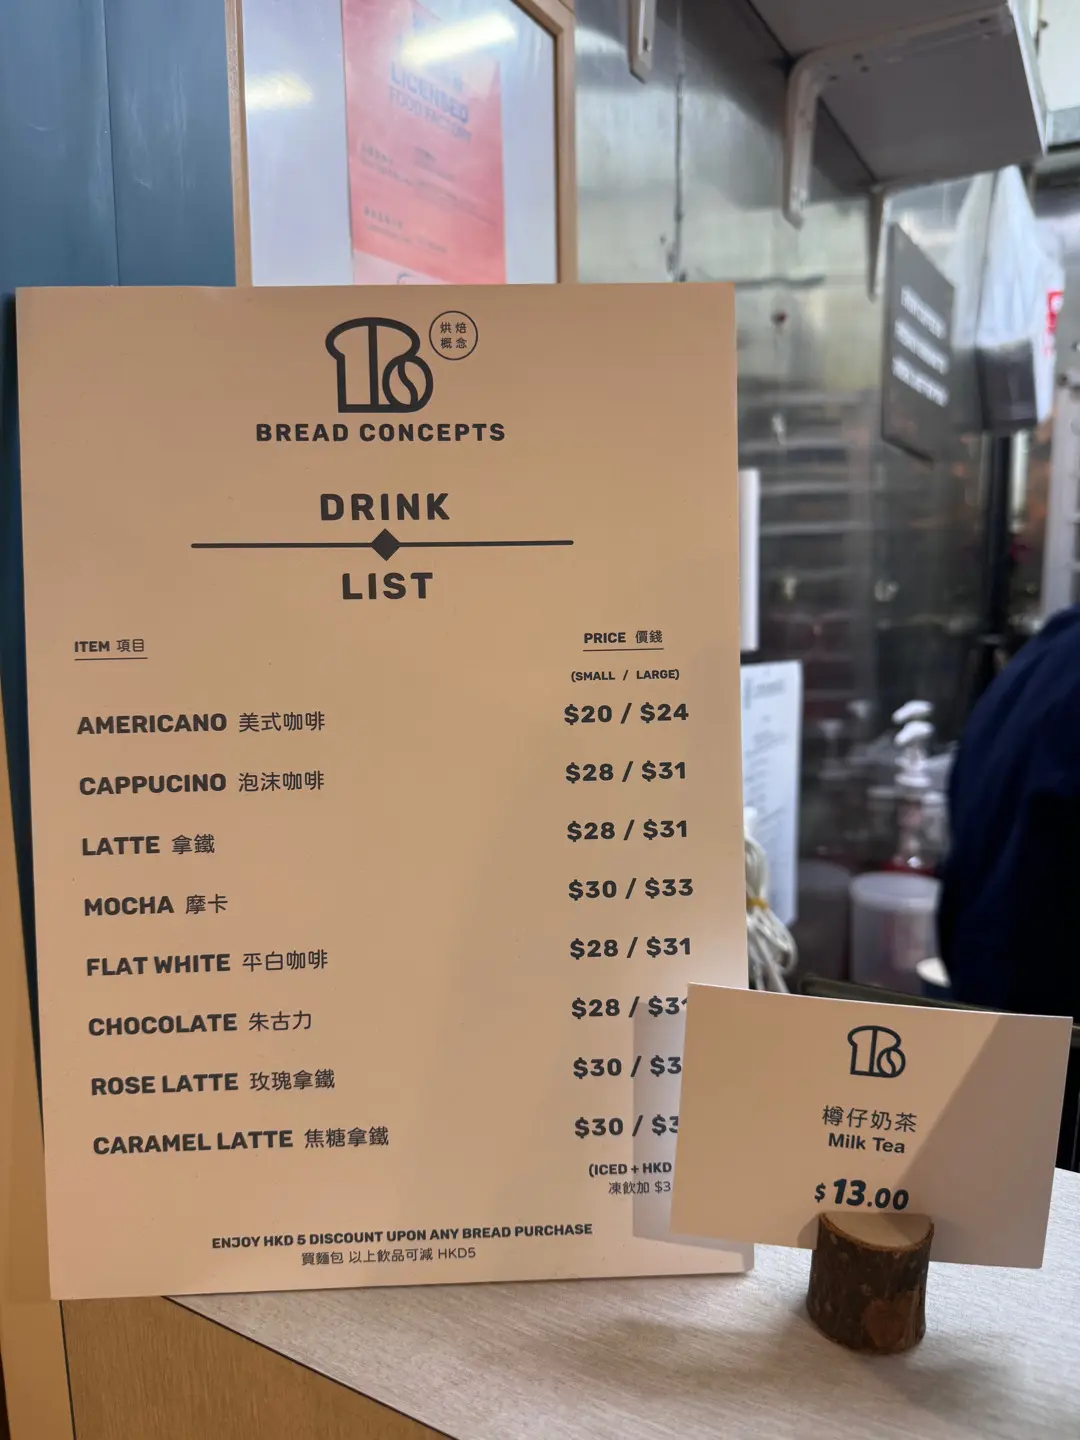 LICENSED
FOOD FACTORY
烘焙
概念
BREAD CONCEPTS
DRINK
LIST
ITEM 項目
PRICE 價錢
(SMALL / LARGE)
AMERICANO 美式咖啡 $20 / $24
CAPPUCINO 泡沫咖啡 $28 / $31
LATTE 拿鐵 $28 / $31
MOCHA 摩卡 $30 / $33
FLAT WHITE 平白咖啡 $28 / $31
CHOCOLATE 朱古力 $28 /
ROSE LATTE 玫瑰拿鐵 $30 /
CARAMEL LATTE 焦糖拿鐵 $30 /
(ICED + HKD
凍飲加 $3
ENJOY HKD 5 DISCOUNT UPON ANY BREAD PURCHASE
買麵包 以上飲品可減 HKD5
樽仔奶茶
Milk Tea
$13.00